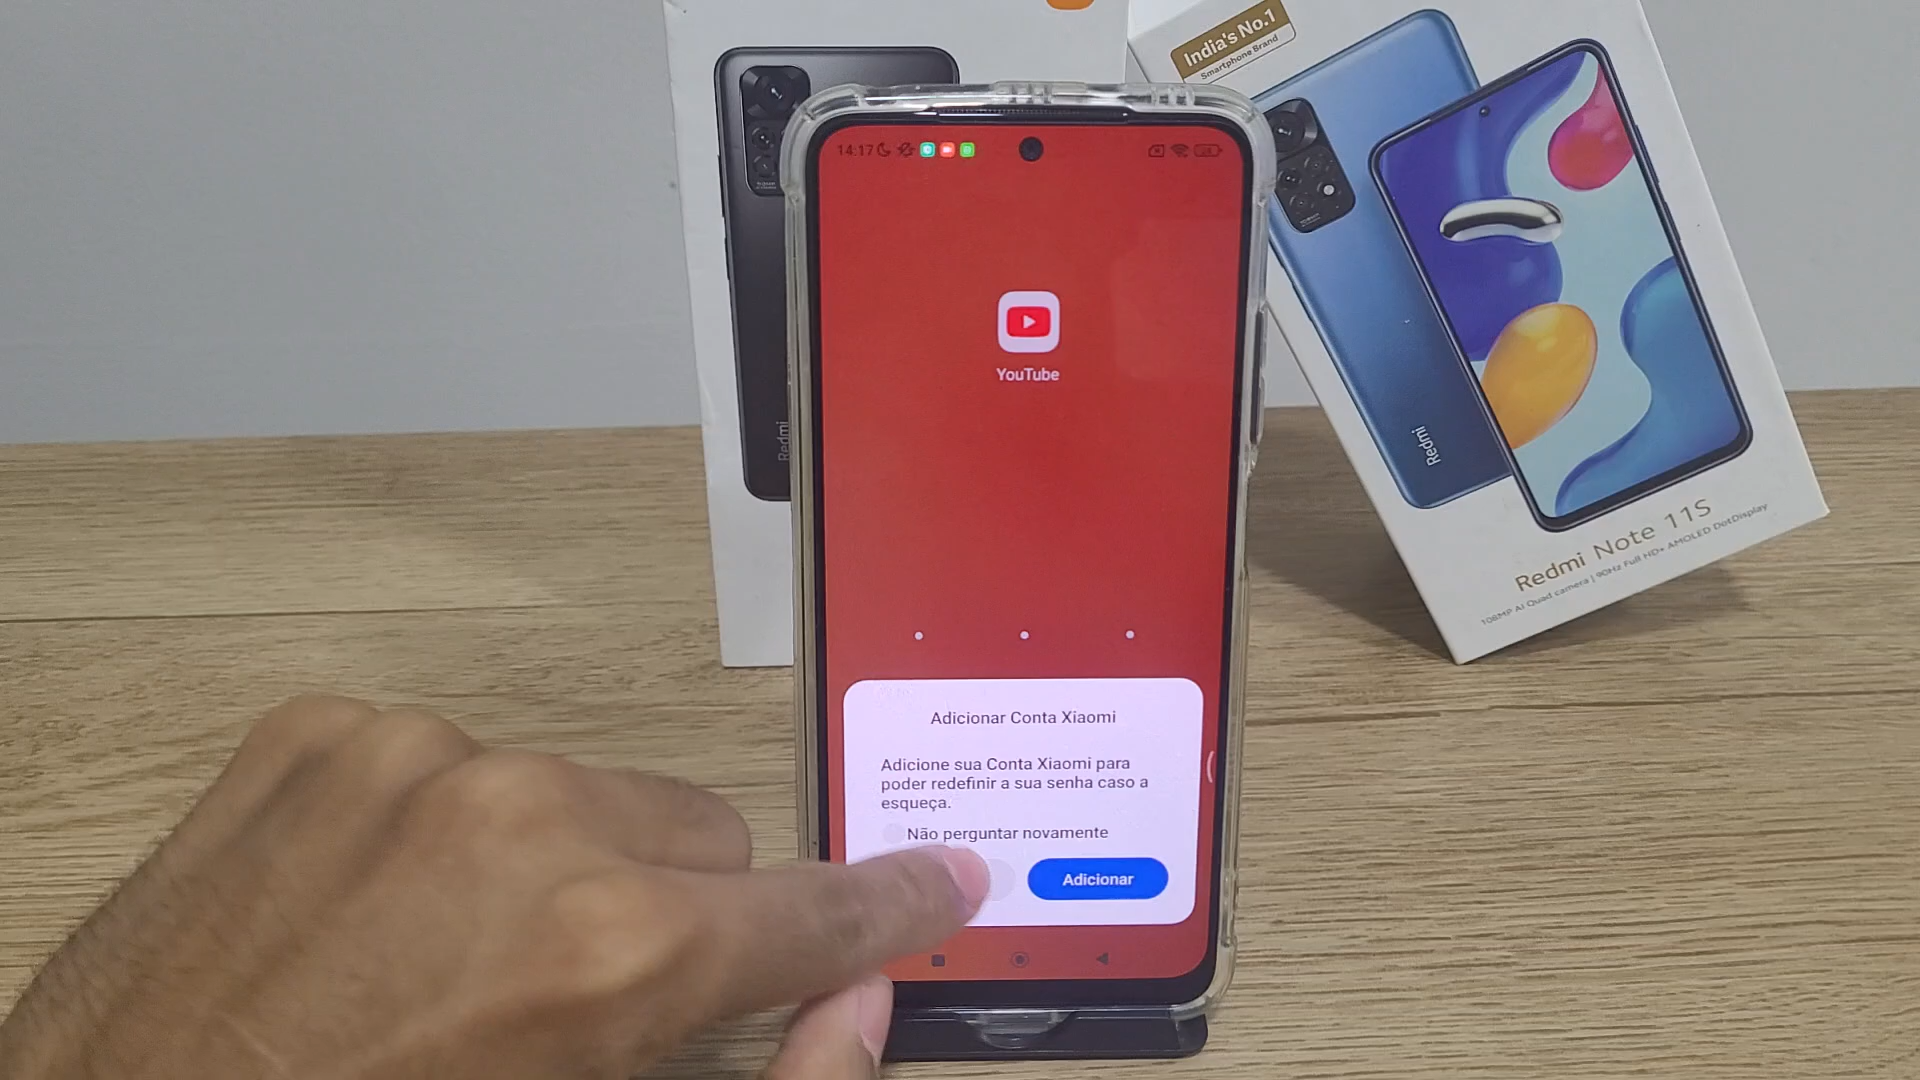 India's No.1
Smartphone Brand
Redmi
Redmi
Redmi Note 11S
108MP AI Quad camera | 90Hz Full HD+ AMOLED DotDisplay
14:17
YouTube
Adicionar Conta Xiaomi
Adicione sua Conta Xiaomi para
poder redefinir a sua senha caso a
esqueça.
Não perguntar novamente
Adicionar